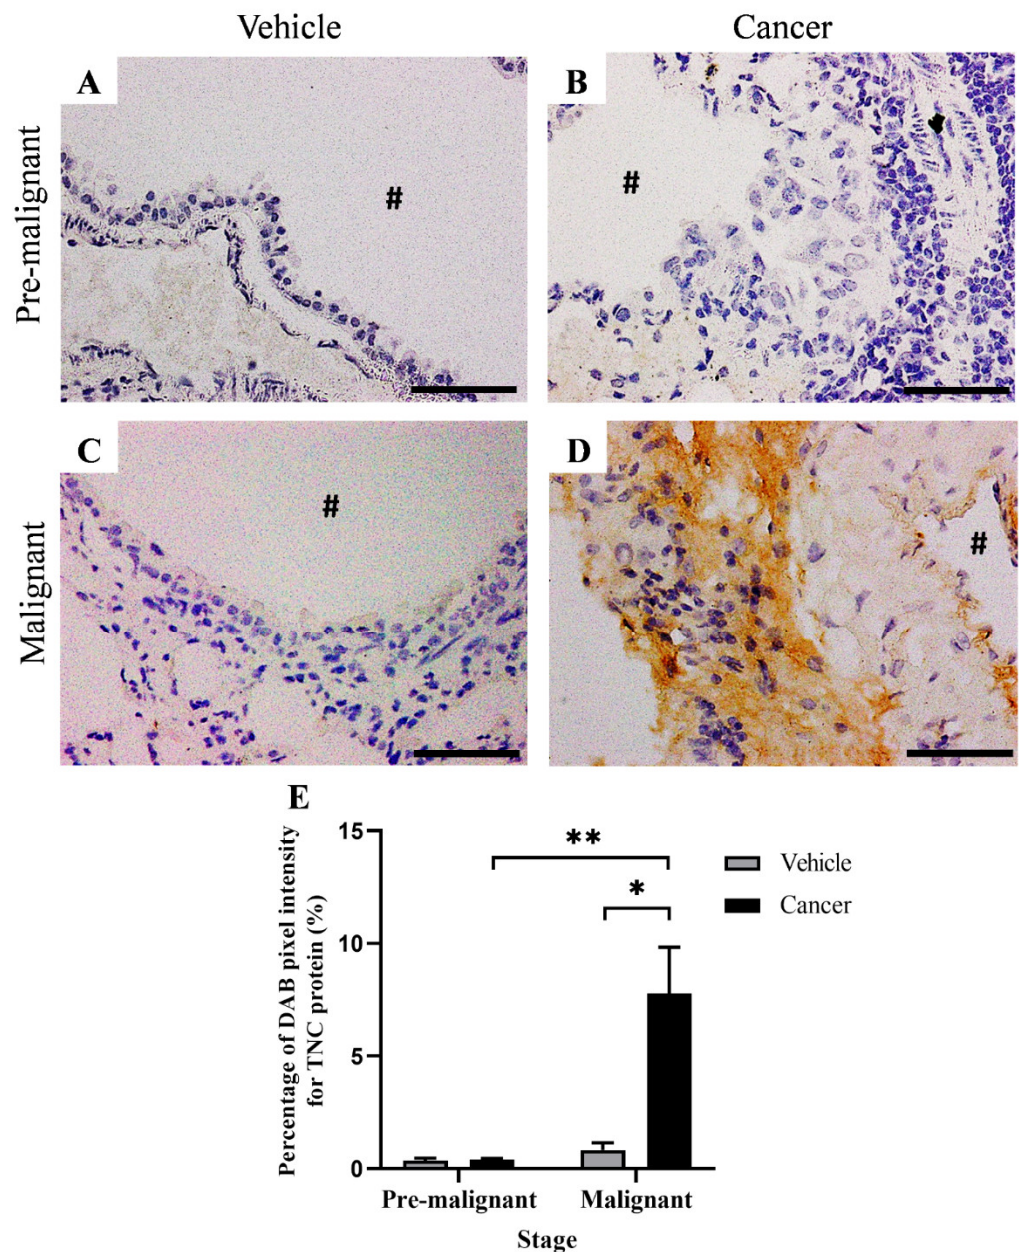 Vehicle
Cancer
Pre-malignant
A
#
B
#
Malignant
C
#
D
#
E
Percentage of DAB pixel intensity
for TNC protein (%)
15
10
5
0
**
*
Vehicle
Cancer
Pre-malignant
Malignant
Stage